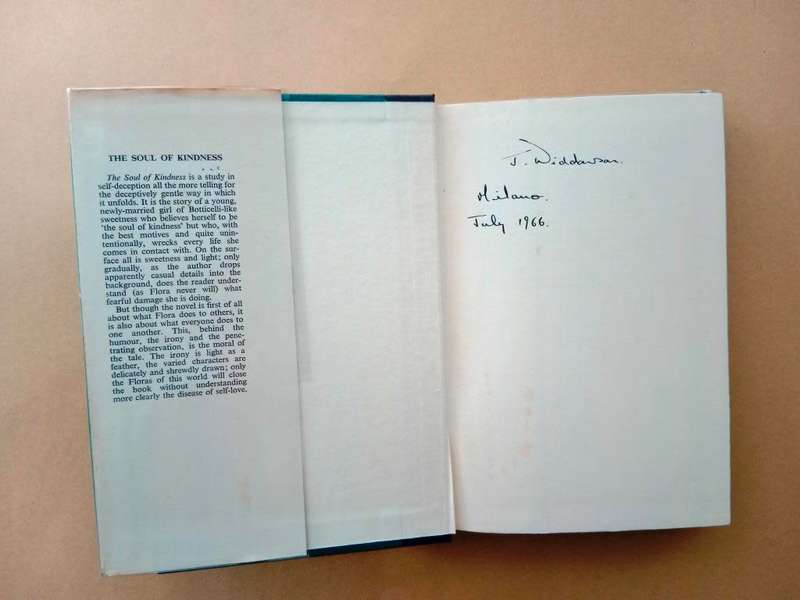 THE SOUL OF KINDNESS
The Soul of Kindness is a study in
self-deception all the more telling for
the deceptively gentle way in which
it unfolds. It is the story of a young,
newly-married girl of Botticelli-like
sweetness who believes herself to be
'the soul of kindness' but who, with
the best motives and quite unin-
tentionally, wrecks every life she
comes in contact with. On the sur-
face all is sweetness and light; only
gradually, as the author drops
apparently casual details into the
background, does the reader under-
stand (as Flora never will) what
fearful damage she is doing.
But though the novel is first of all
about what Flora does to others, it
is also about what everyone does to
one another. This, behind the
humour, the irony and the pene-
trating observation, is the moral of
the tale. The irony is light as a
feather, the varied characters are
delicately and shrewdly drawn; only
the Floras of this world will close
the book without understanding
more clearly the disease of self-love.
J. Widdowson.
Milano.
July 1966.